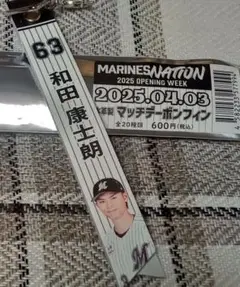 63
和田 康士朗
MARINES NATION
2025 OPENING WEEK
2025.04.03
マッチデーボンフィン
全20種類 600円(税込)
M